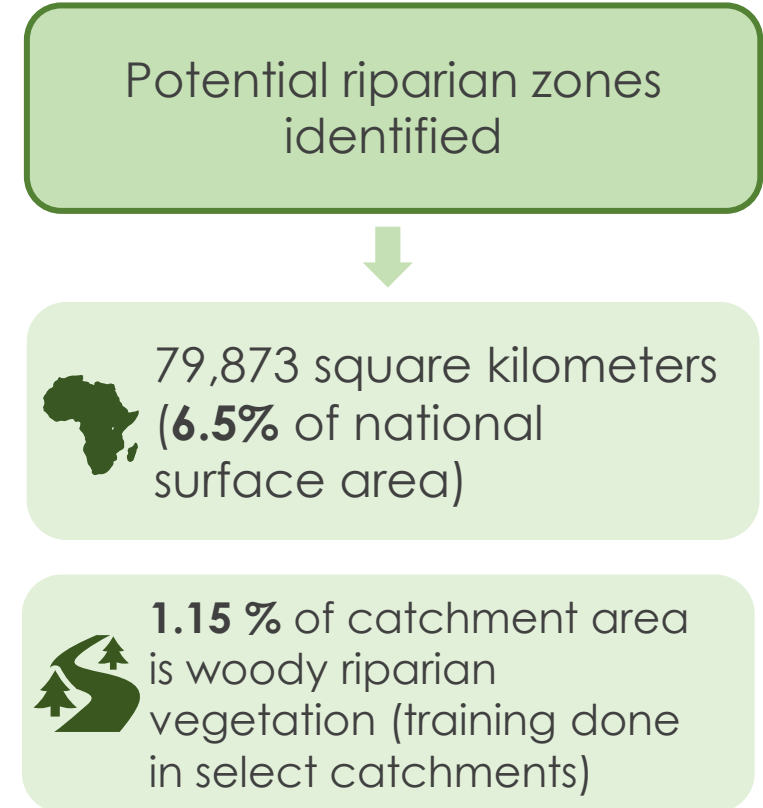 Potential riparian zones
identified
79,873 square kilometers
(6.5% of national
surface area)
1.15 % of catchment area
is woody riparian
vegetation (training done
in select catchments)